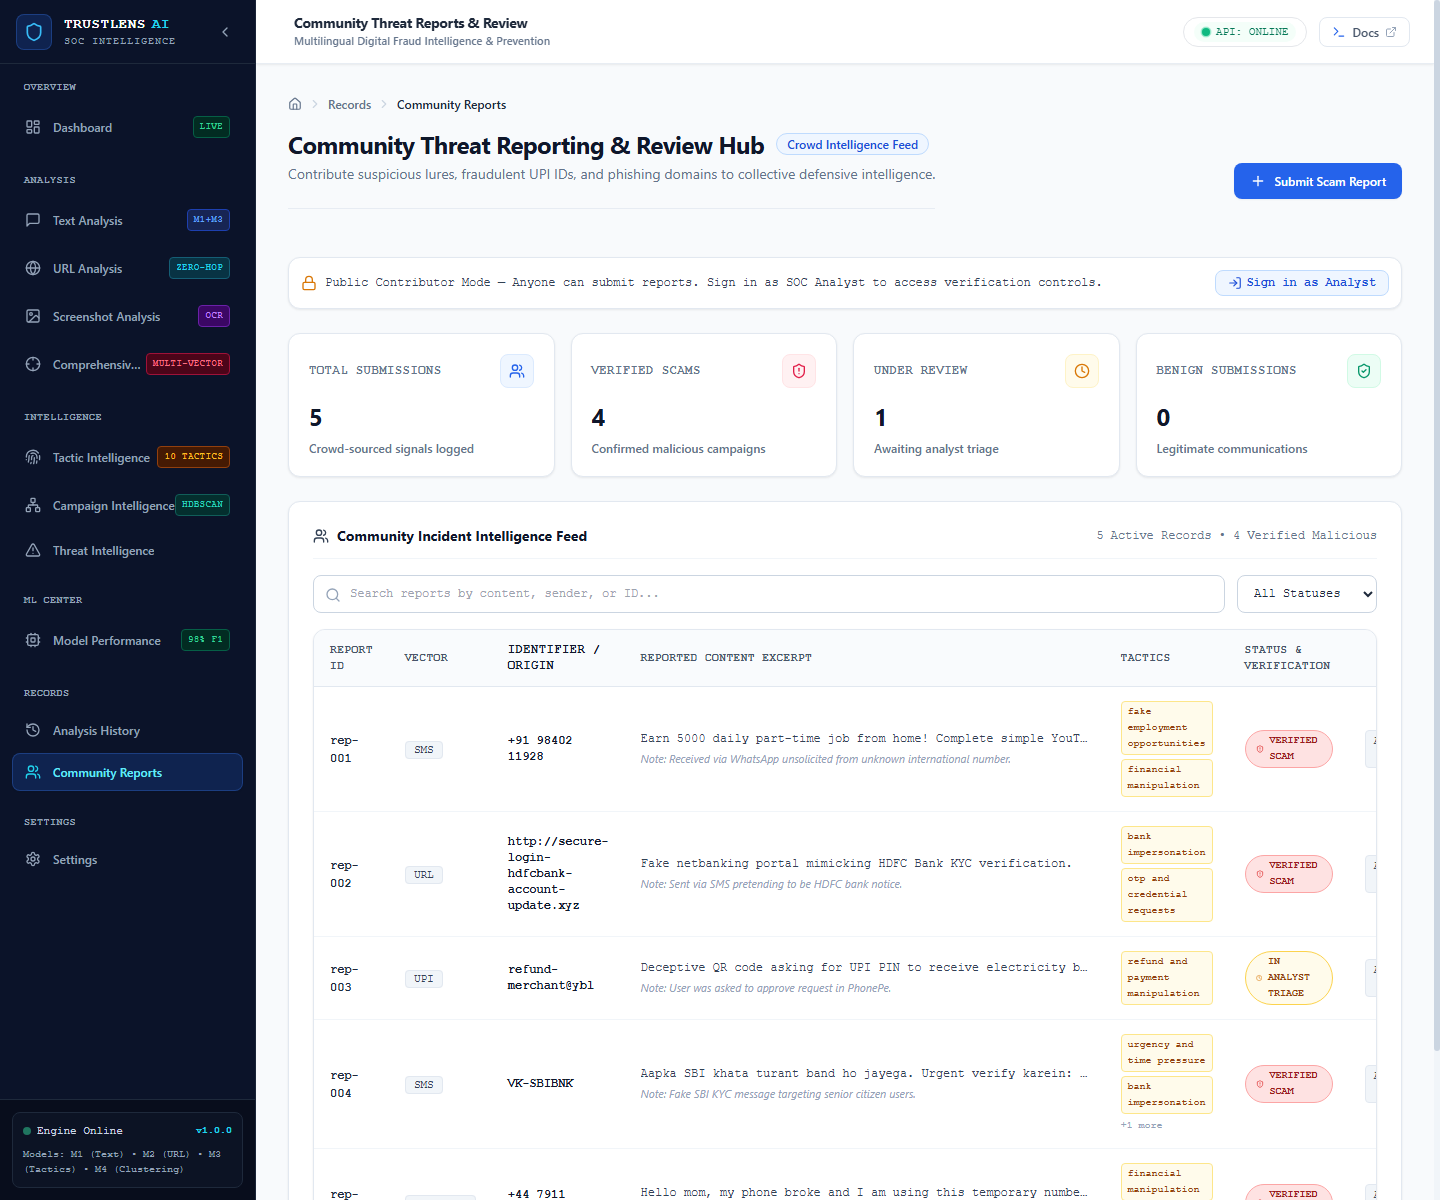 TRUSTLENS AI
SOC INTELLIGENCE
OVERVIEW
Dashboard LIVE
ANALYSIS
Text Analysis M1+M3
URL Analysis ZERO-HOP
Screenshot Analysis OCR
Comprehensiv... MULTI-VECTOR
INTELLIGENCE
Tactic Intelligence 10 TACTICS
Campaign Intelligence HDBSCAN
Threat Intelligence
ML CENTER
Model Performance 98% F1
RECORDS
Analysis History
Community Reports
SETTINGS
Settings
Engine Online v1.0.0
Models: M1 (Text) • M2 (URL) • M3
(Tactics) • M4 (Clustering)
Community Threat Reports & Review
Multilingual Digital Fraud Intelligence & Prevention
API: ONLINE
Docs
Records
Community Reports
Community Threat Reporting & Review Hub
Crowd Intelligence Feed
Contribute suspicious lures, fraudulent UPI IDs, and phishing domains to collective defensive intelligence.
Submit Scam Report
Public Contributor Mode — Anyone can submit reports. Sign in as SOC Analyst to access verification controls.
Sign in as Analyst
TOTAL SUBMISSIONS
5
Crowd-sourced signals logged
VERIFIED SCAMS
4
Confirmed malicious campaigns
UNDER REVIEW
1
Awaiting analyst triage
BENIGN SUBMISSIONS
0
Legitimate communications
Community Incident Intelligence Feed
5 Active Records • 4 Verified Malicious
Search reports by content, sender, or ID...
All Statuses
REPORT
ID
VECTOR
IDENTIFIER /
ORIGIN
REPORTED CONTENT EXCERPT
TACTICS
STATUS &
VERIFICATION
rep-
001
SMS
+91 98402
11928
Earn 5000 daily part-time job from home! Complete simple YouT...
Note: Received via WhatsApp unsolicited from unknown international number.
fake
employment
opportunities
financial
manipulation
VERIFIED
SCAM
rep-
002
URL
http://secure-
login-
hdfcbank-
account-
update.xyz
Fake netbanking portal mimicking HDFC Bank KYC verification.
Note: Sent via SMS pretending to be HDFC bank notice.
bank
impersonation
otp and
credential
requests
VERIFIED
SCAM
rep-
003
UPI
refund-
merchant@ybl
Deceptive QR code asking for UPI PIN to receive electricity b...
Note: User was asked to approve request in PhonePe.
refund and
payment
manipulation
IN
ANALYST
TRIAGE
rep-
004
SMS
VK-SBIBNK
Aapka SBI khata turant band ho jayega. Urgent verify karein: ...
Note: Fake SBI KYC message targeting senior citizen users.
urgency and
time pressure
bank
impersonation
+1 more
VERIFIED
SCAM
rep-
+44 7911
Hello mom, my phone broke and I am using this temporary numbe...
financial
manipulation
VERIFIED